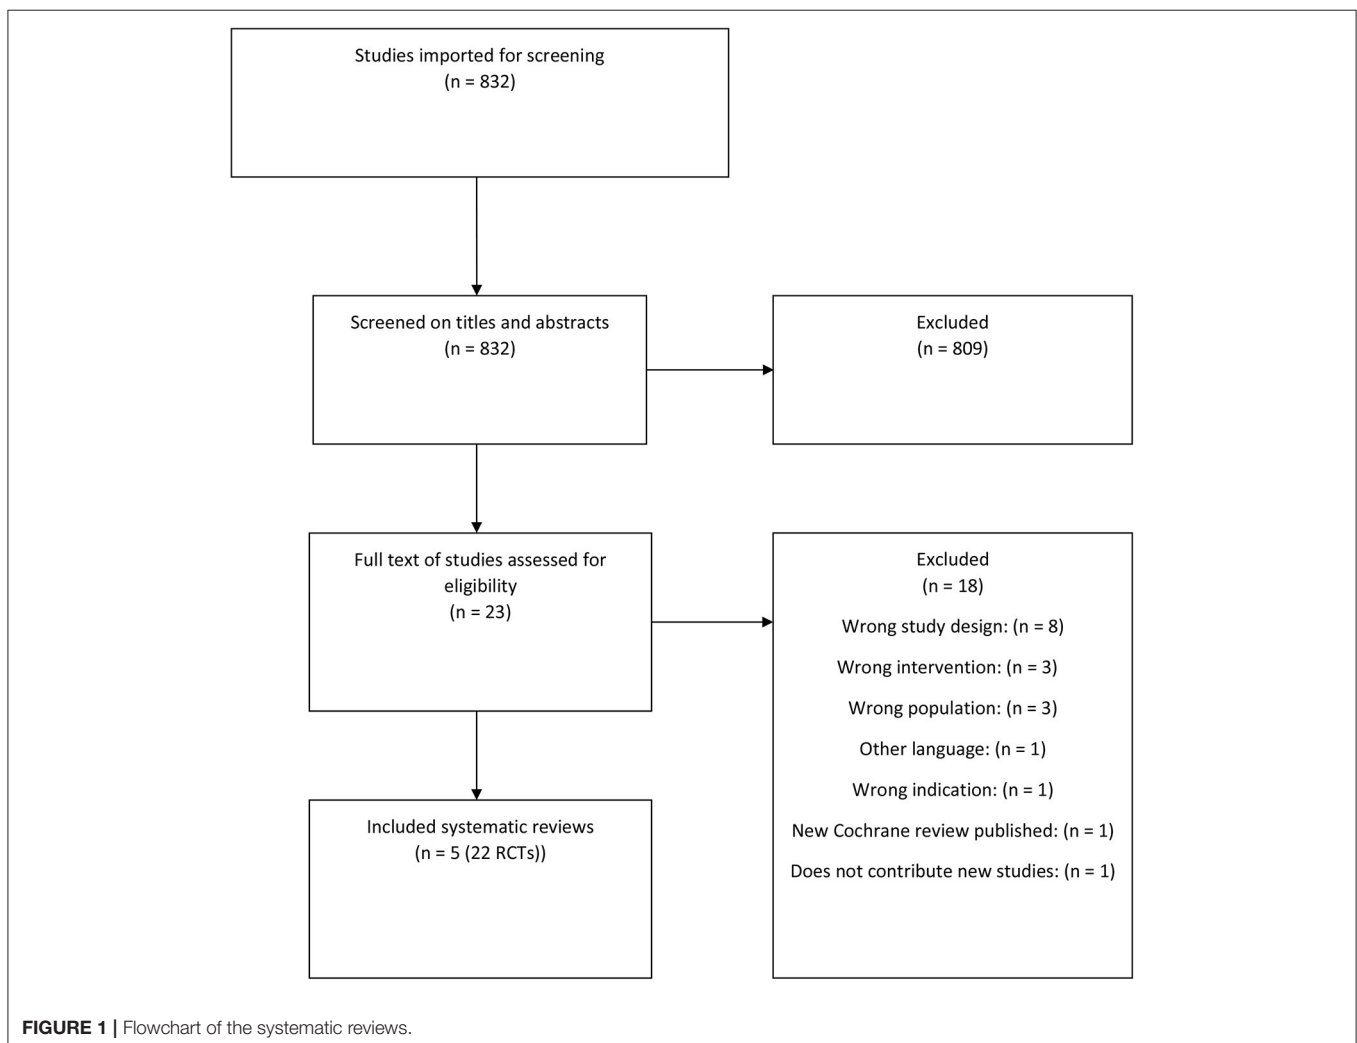 Studies imported for screening
(n = 832)
Screened on titles and abstracts
(n = 832)
Excluded
(n = 809)
Full text of studies assessed for
eligibility
(n = 23)
Excluded
(n = 18)
Wrong study design: (n = 8)
Wrong intervention: (n = 3)
Wrong population: (n = 3)
Other language: (n = 1)
Wrong indication: (n = 1)
New Cochrane review published: (n = 1)
Does not contribute new studies: (n = 1)
Included systematic reviews
(n = 5 (22 RCTs))
FIGURE 1 | Flowchart of the systematic reviews.